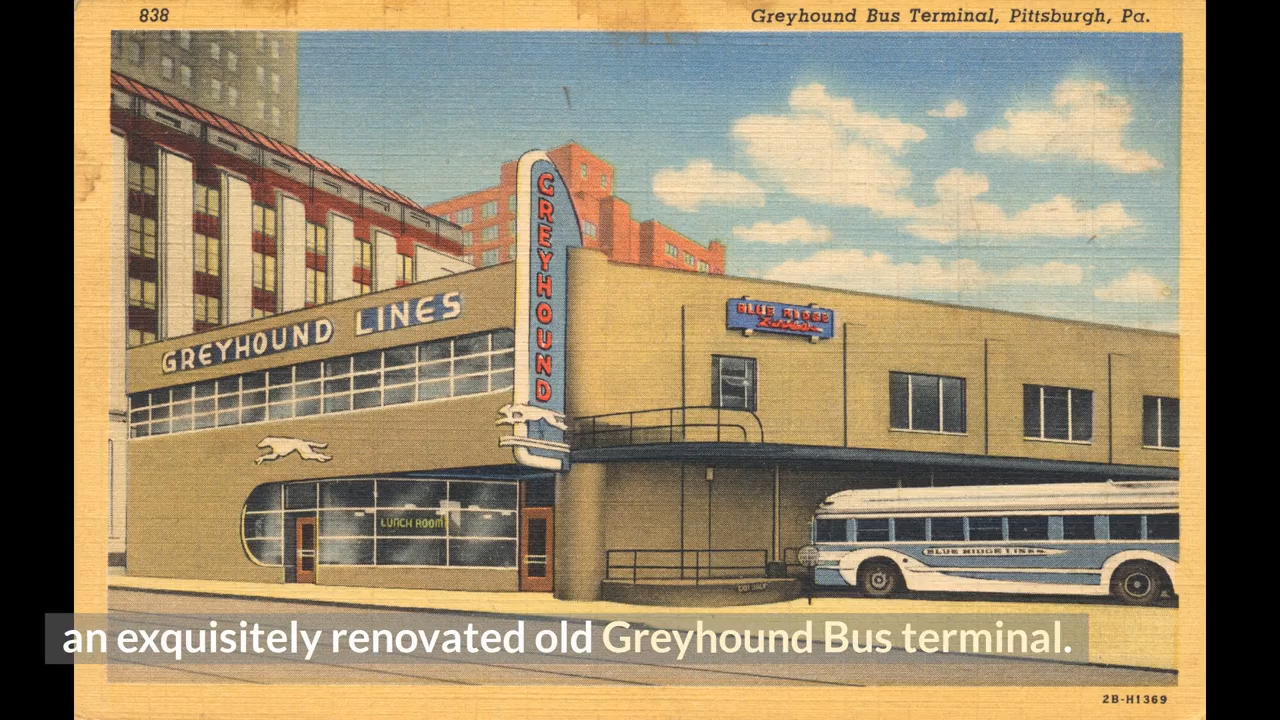 838
Greyhound Bus Terminal, Pittsburgh, Pa.
GREYHOUND LINES
GREYHOUND
BLUE RIDGE
Lines
LUNCH ROOM
BLUE RIDGE LINES
an exquisitely renovated old Greyhound Bus terminal.
2B-H1369